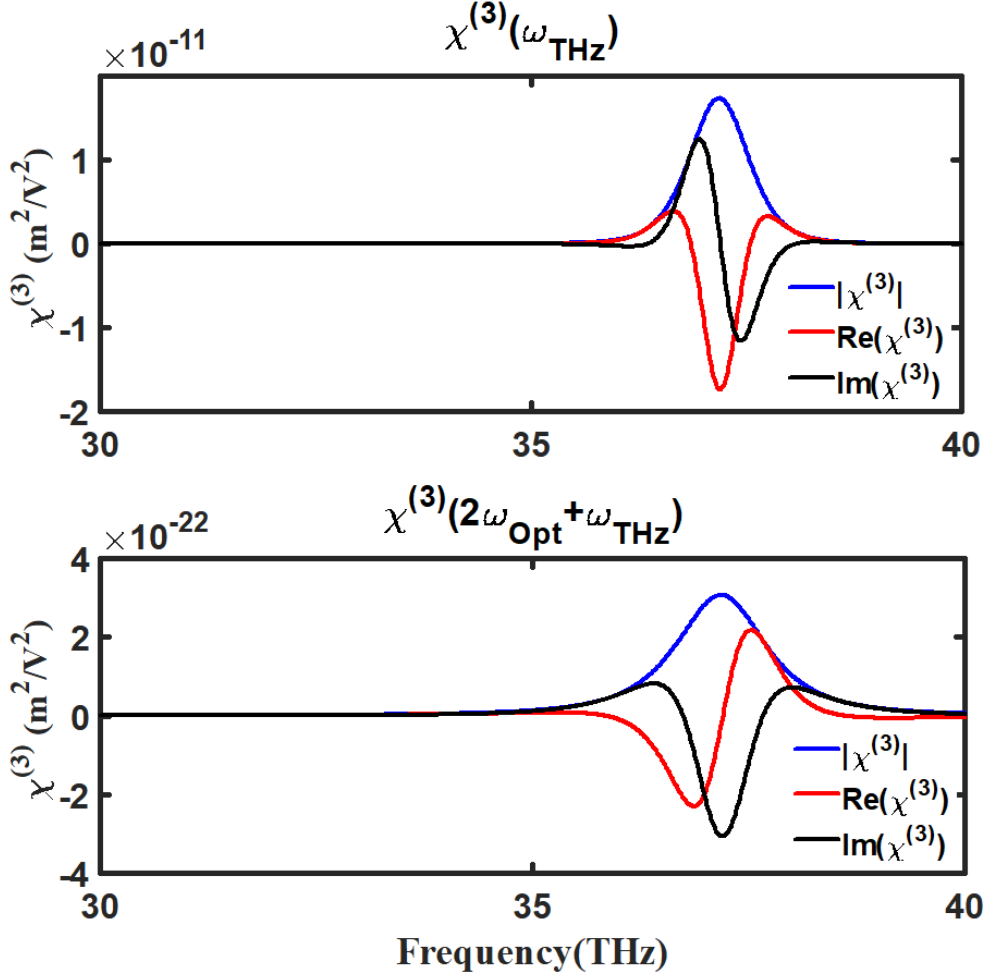 χ⁽³⁾(ω_THz)
×10⁻¹¹
χ⁽³⁾ (m²/V²)
1
0
-1
-2
30
35
40
|χ⁽³⁾|
Re(χ⁽³⁾)
Im(χ⁽³⁾)
χ⁽³⁾(2ω_Opt+ω_THz)
×10⁻²²
χ⁽³⁾ (m²/V²)
4
2
0
-2
-4
30
35
40
|χ⁽³⁾|
Re(χ⁽³⁾)
Im(χ⁽³⁾)
Frequency(THz)